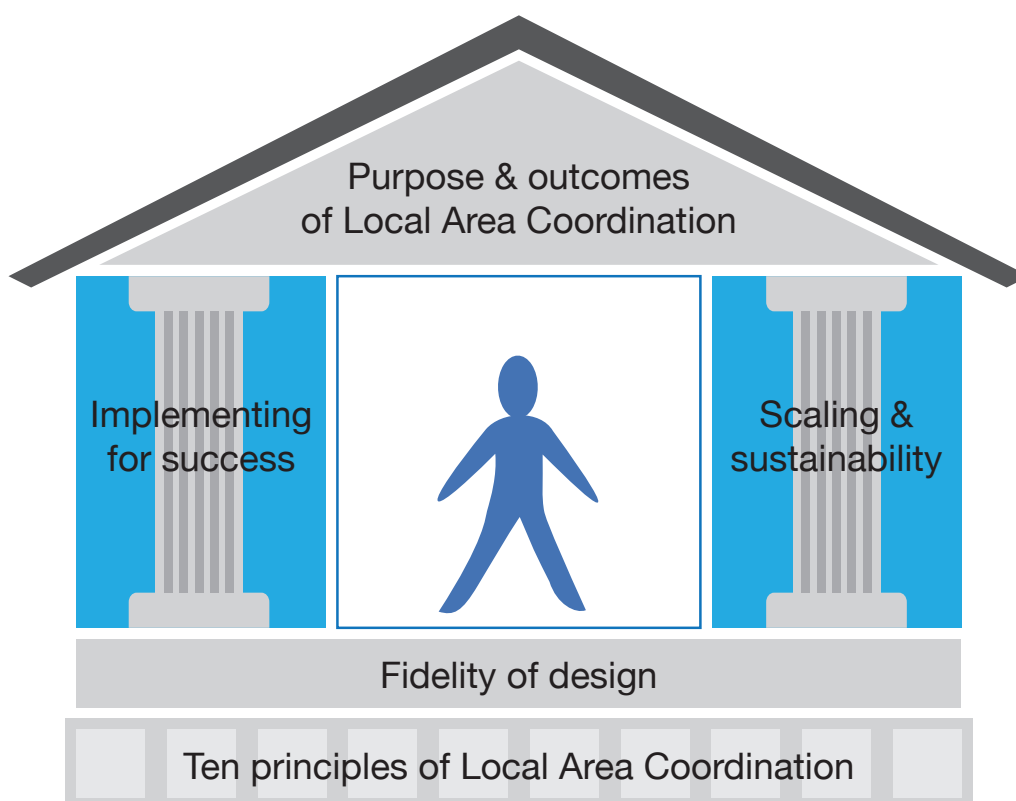 Purpose & outcomes
of Local Area Coordination
Implementing
for success
Scaling &
sustainability
Fidelity of design
Ten principles of Local Area Coordination